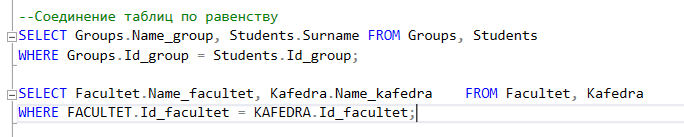 --Соединение таблиц по равенству
SELECT Groups.Name_group, Students.Surname FROM Groups, Students
WHERE Groups.Id_group = Students.Id_group;
SELECT Facultet.Name_facultet, Kafedra.Name_kafedra    FROM Facultet, Kafedra
WHERE FACULTET.Id_facultet = KAFEDRA.Id_facultet;